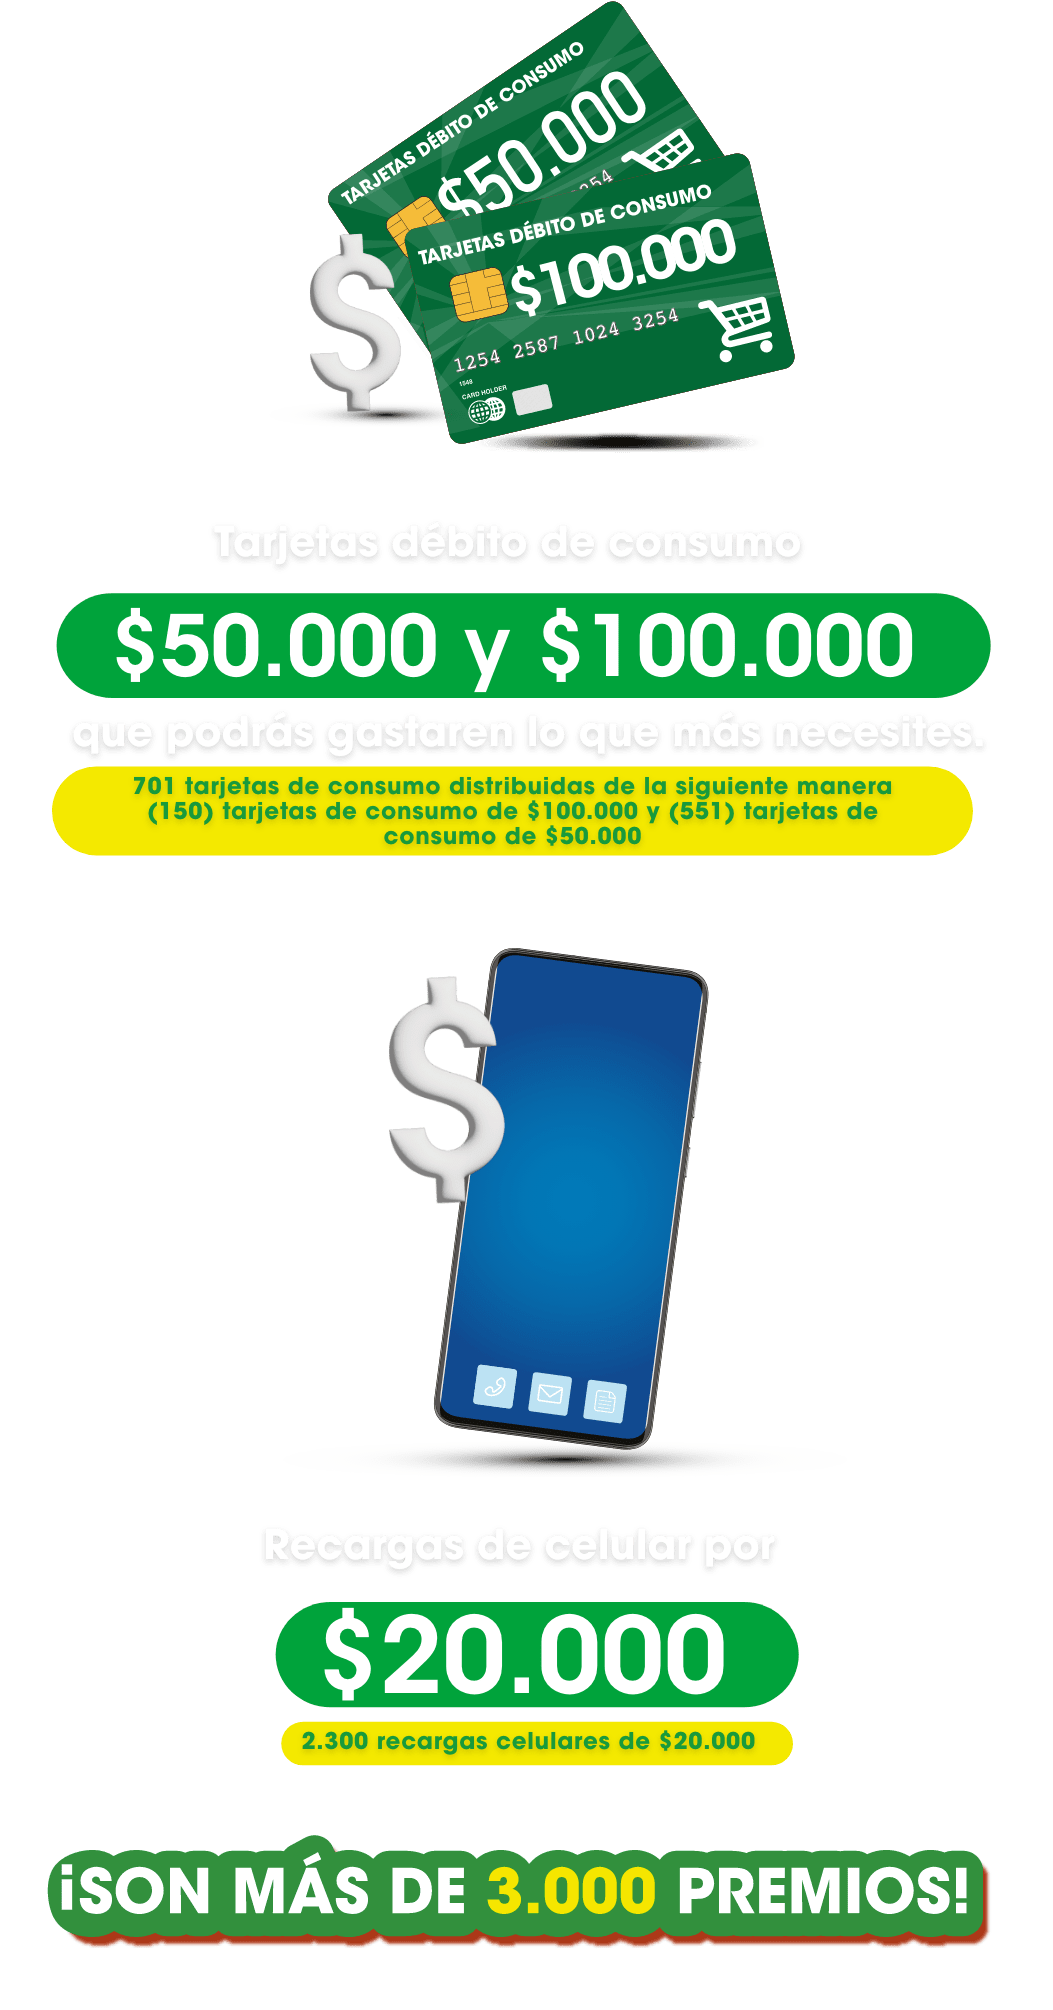 TARJETAS DÉBITO DE CONSUMO
$50.000
254
TARJETAS DÉBITO DE CONSUMO
$100.000
1254 2587 1024 3254
1548
CARD HOLDER
Tarjetas débito de consumo
$50.000 y $100.000
que podrás gastaren lo que más necesites.
701 tarjetas de consumo distribuidas de la siguiente manera
(150) tarjetas de consumo de $100.000 y (551) tarjetas de
consumo de $50.000
Recargas de celular por
$20.000
2.300 recargas celulares de $20.000
¡SON MÁS DE 3.000 PREMIOS!